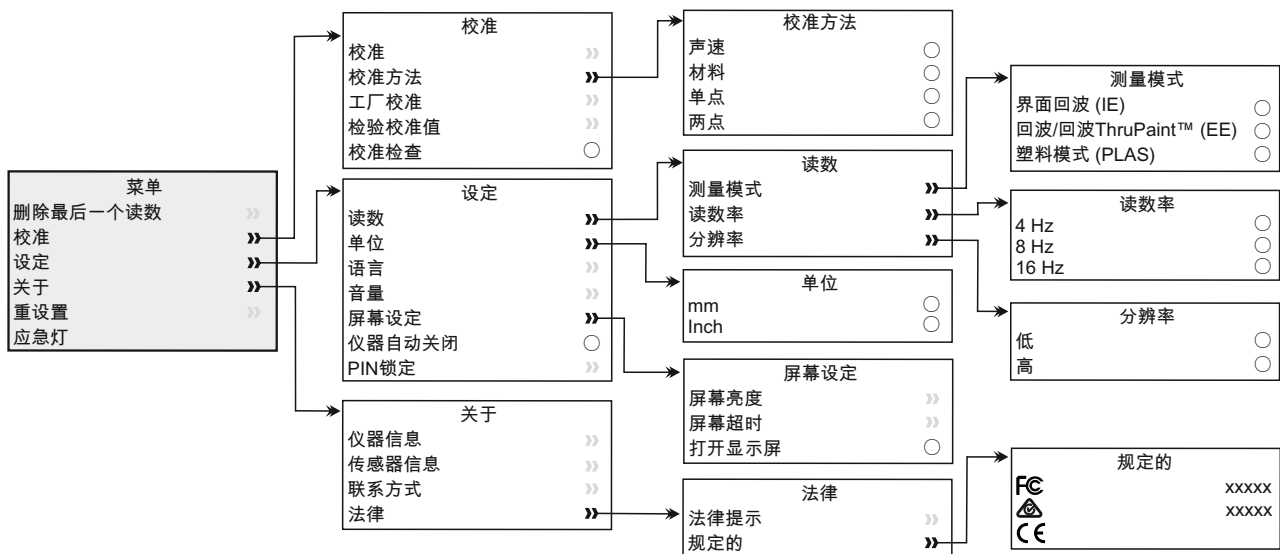 菜单
删除最后一个读数
校准
设定
关于
重设置
应急灯
校准
校准
校准方法
工厂校准
检验校准值
校准检查
设定
读数
单位
语言
音量
屏幕设定
仪器自动关闭
PIN锁定
关于
仪器信息
传感器信息
联系方式
法律
校准方法
声速
材料
单点
两点
读数
测量模式
读数率
分辨率
单位
mm
Inch
屏幕设定
屏幕亮度
屏幕超时
打开显示屏
法律
法律提示
规定的
测量模式
界面回波 (IE)
回波/回波ThruPaint™ (EE)
塑料模式 (PLAS)
读数率
4 Hz
8 Hz
16 Hz
分辨率
低
高
规定的
FC xxxxx
xxxxx
CE